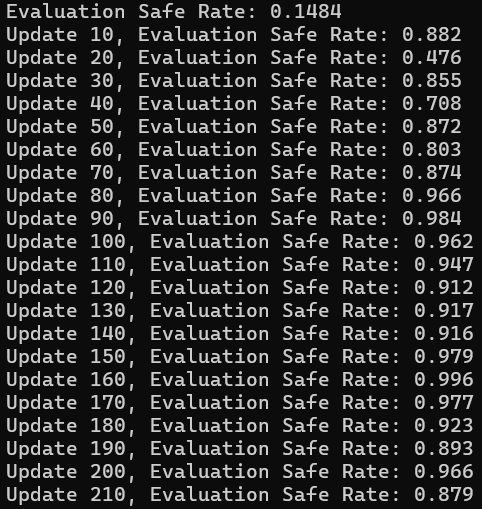 Evaluation Safe Rate: 0.1484
Update 10, Evaluation Safe Rate: 0.882
Update 20, Evaluation Safe Rate: 0.476
Update 30, Evaluation Safe Rate: 0.855
Update 40, Evaluation Safe Rate: 0.708
Update 50, Evaluation Safe Rate: 0.872
Update 60, Evaluation Safe Rate: 0.803
Update 70, Evaluation Safe Rate: 0.874
Update 80, Evaluation Safe Rate: 0.966
Update 90, Evaluation Safe Rate: 0.984
Update 100, Evaluation Safe Rate: 0.962
Update 110, Evaluation Safe Rate: 0.947
Update 120, Evaluation Safe Rate: 0.912
Update 130, Evaluation Safe Rate: 0.917
Update 140, Evaluation Safe Rate: 0.916
Update 150, Evaluation Safe Rate: 0.979
Update 160, Evaluation Safe Rate: 0.996
Update 170, Evaluation Safe Rate: 0.977
Update 180, Evaluation Safe Rate: 0.923
Update 190, Evaluation Safe Rate: 0.893
Update 200, Evaluation Safe Rate: 0.966
Update 210, Evaluation Safe Rate: 0.879